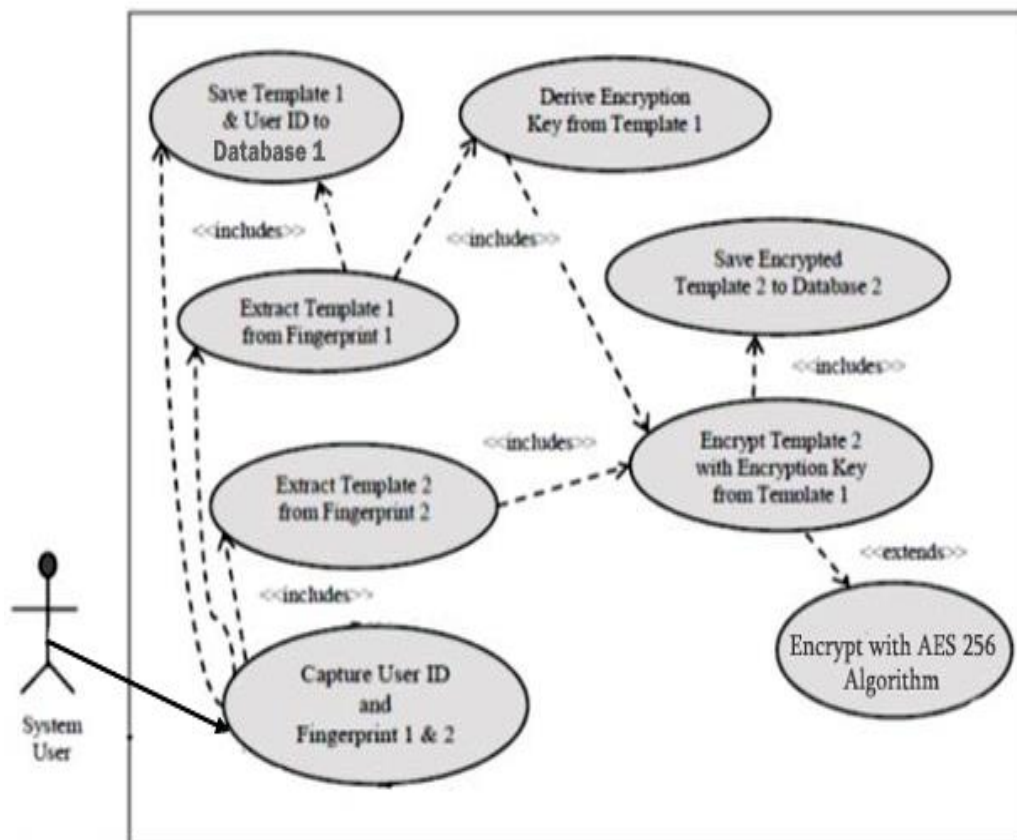 Save Template 1
& User ID to
Database 1
Derive Encryption
Key from Template 1
<<includes>>
<<includes>>
Save Encrypted
Template 2 to Database 2
Extract Template 1
from Fingerprint 1
<<includes>>
<<includes>>
Encrypt Template 2
with Encryption Key
from Temolate 1
Extract Template 2
from Fingerprint 2
<<extends>>
<<includes>>
Encrypt with AES 256
Algorithm
Capture User ID
and
Fingerprint 1 & 2
System
User